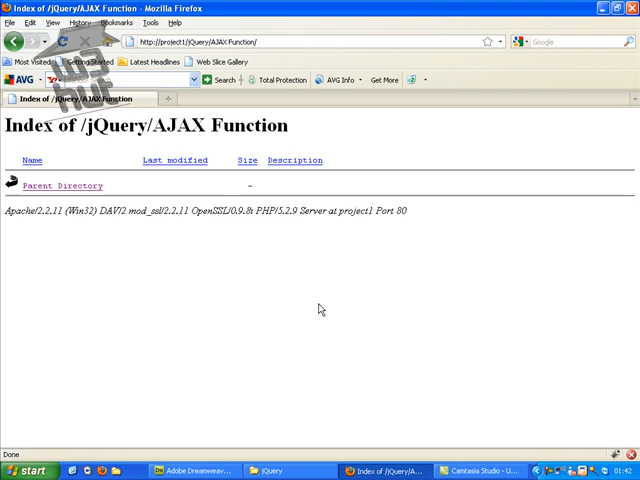 Index of /jQuery/AJAX Function - Mozilla Firefox
File Edit View History Bookmarks Tools Help
http://project1/jQuery/AJAX Function/
Google
Most Visited Getting Started Latest Headlines Web Slice Gallery
AVG Search Total Protection AVG Info Get More
Index of /jQuery/AJAX Function
Index of /jQuery/AJAX Function
Name Last modified Size Description
Parent Directory -
Apache/2.2.11 (Win32) DAV/2 mod_ssl/2.2.11 OpenSSL/0.9.8i PHP/5.2.9 Server at project1 Port 80
Done
start Adobe Dreamweav... jQuery Index of /jQuery/A... Camtasia Studio - U... 01:42